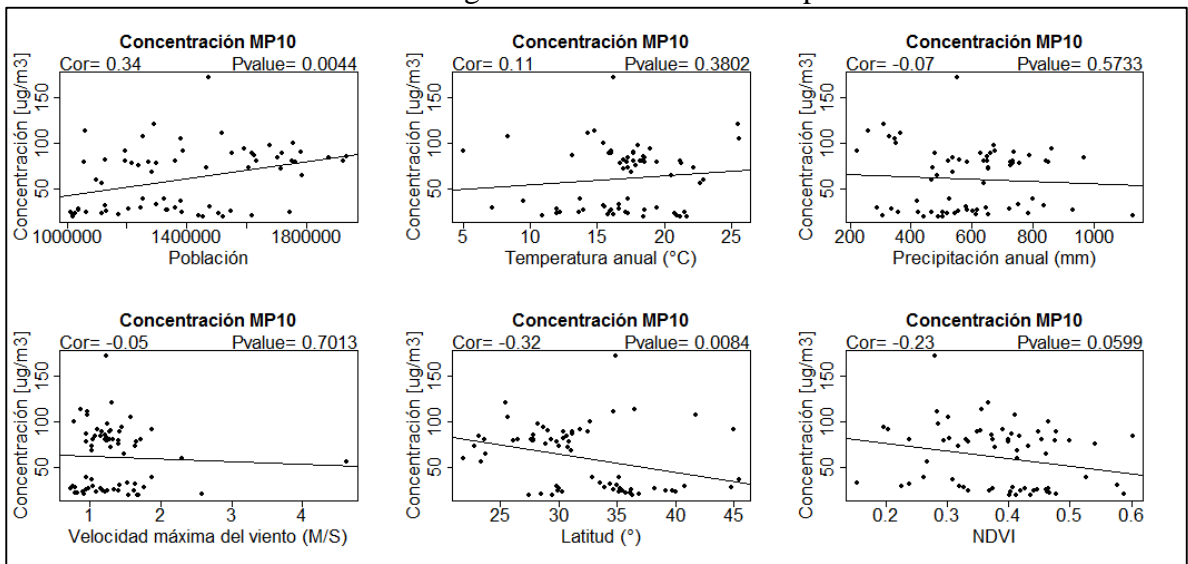 Concentración MP10
Cor= 0.34 Pvalue= 0.0044
Concentración [ug/m3]
50 100 150
1000000 1400000 1800000
Población
Concentración MP10
Cor= 0.11 Pvalue= 0.3802
Concentración [ug/m3]
50 100 150
5 10 15 20 25
Temperatura anual (°C)
Concentración MP10
Cor= -0.07 Pvalue= 0.5733
Concentración [ug/m3]
50 100 150
200 400 600 800 1000
Precipitación anual (mm)
Concentración MP10
Cor= -0.05 Pvalue= 0.7013
Concentración [ug/m3]
50 100 150
1 2 3 4
Velocidad máxima del viento (M/S)
Concentración MP10
Cor= -0.32 Pvalue= 0.0084
Concentración [ug/m3]
50 100 150
25 30 35 40 45
Latitud (°)
Concentración MP10
Cor= -0.23 Pvalue= 0.0599
Concentración [ug/m3]
50 100 150
0.2 0.3 0.4 0.5 0.6
NDVI